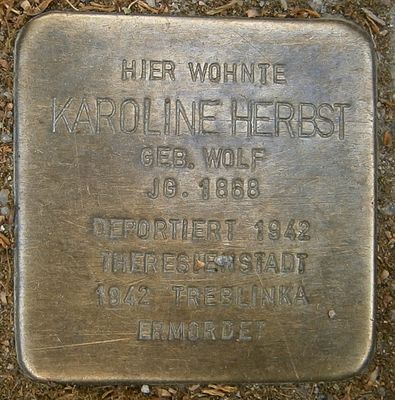 HIER WOHNTE
KAROLINE HERBST
GEB. WOLF
JG. 1868
DEPORTIERT 1942
THERESIENSTADT
1942 TREBLINKA
ERMORDET